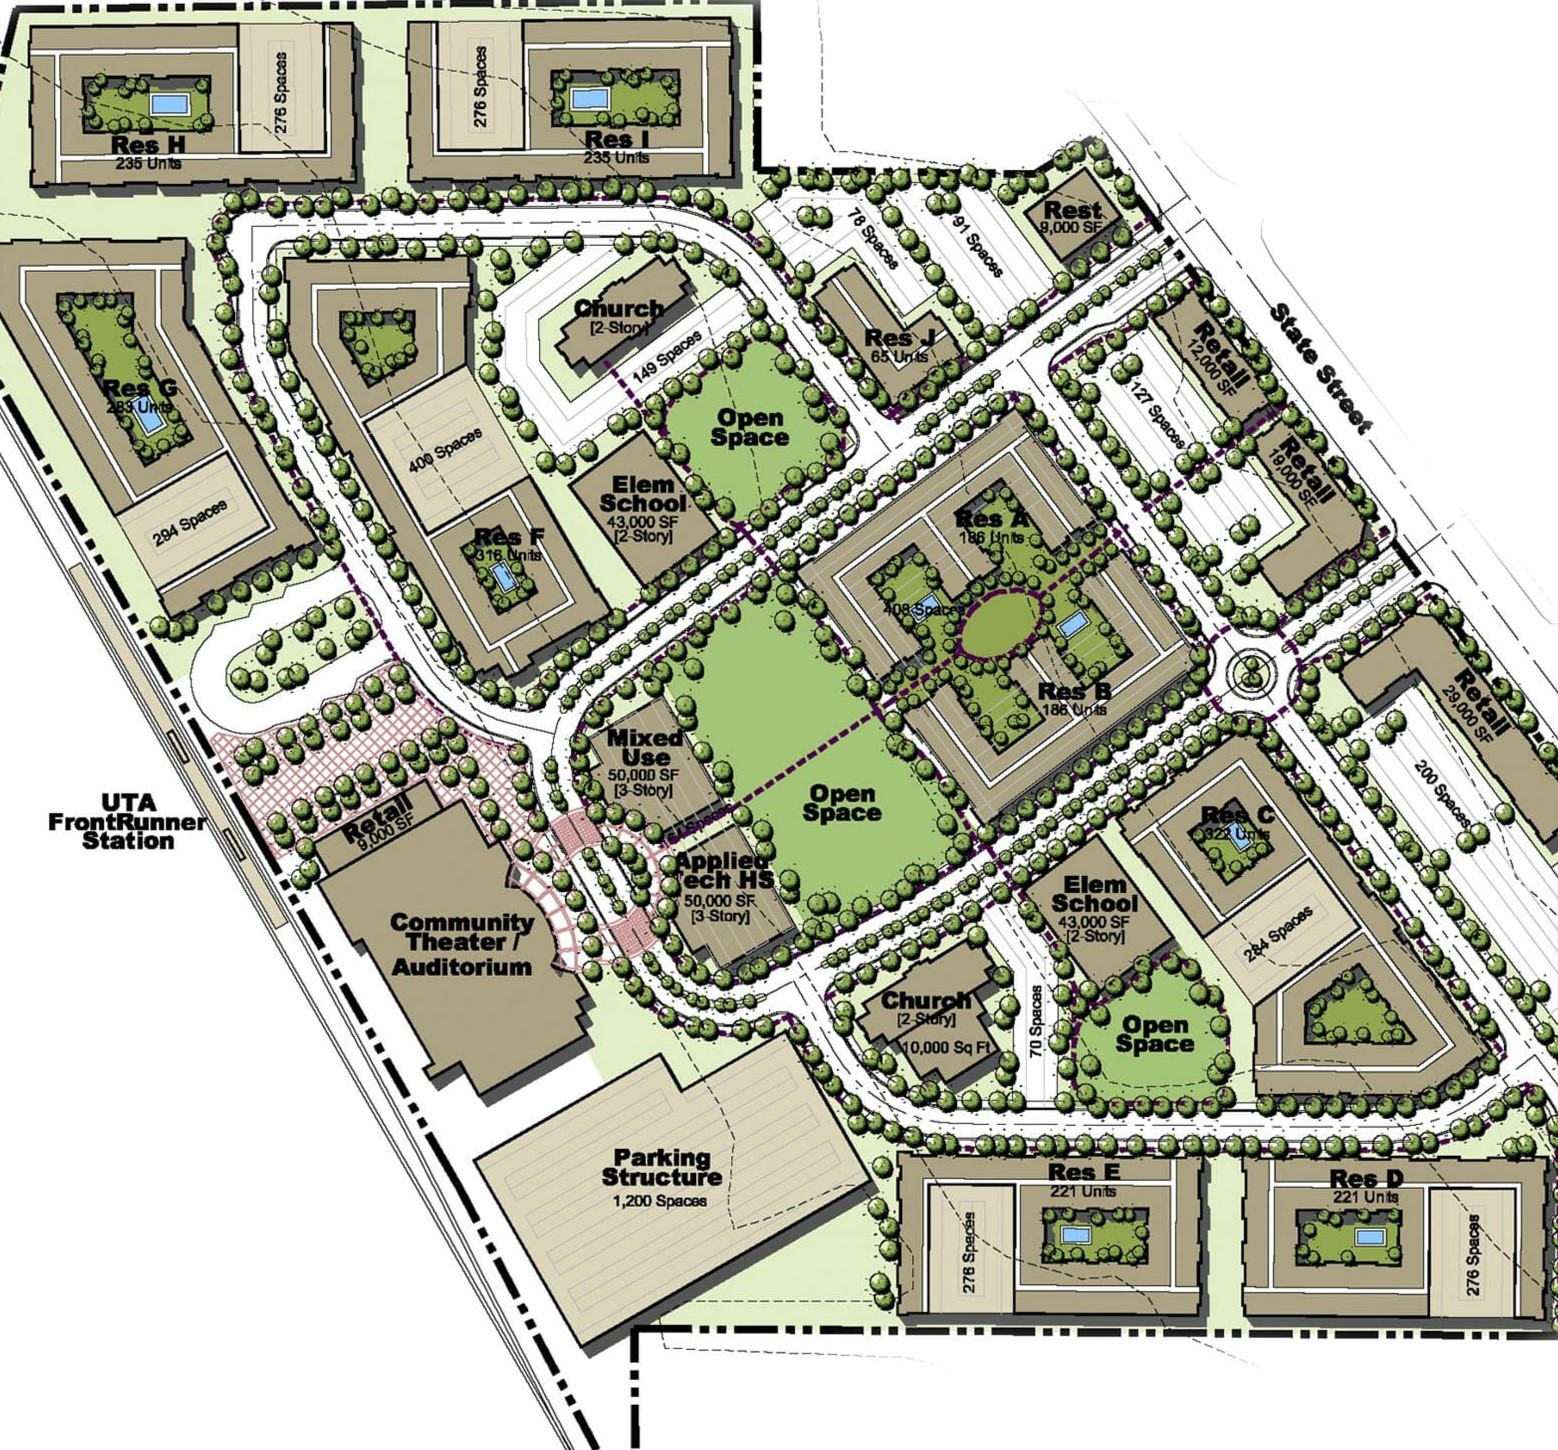 276 Spaces
Res H
235 Units
276 Spaces
Res I
235 Units
Rest
9,000 SF
78 Spaces
91 Spaces
Church
[2-Story]
149 Spaces
Res J
65 Units
State Street
Retail
12,000 SF
127 Spaces
Retail
19,000 SF
Res G
289 Units
294 Spaces
400 Spaces
Res F
316 Units
Open
Space
Elem
School
43,000 SF
[2-Story]
Res A
186 Units
408 Spaces
Res B
186 Units
Retail
29,000 SF
200 Spaces
Mixed
Use
50,000 SF
[3-Story]
Open
Space
Spaces
Applied
Tech HS
50,000 SF
[3-Story]
UTA
FrontRunner
Station
Retail
9,000 SF
Community
Theater /
Auditorium
Res C
322 Units
284 Spaces
Elem
School
43,000 SF
[2-Story]
Church
[2-Story]
10,000 Sq Ft
70 Spaces
Open
Space
Parking
Structure
1,200 Spaces
Res E
221 Units
276 Spaces
Res D
221 Units
276 Spaces